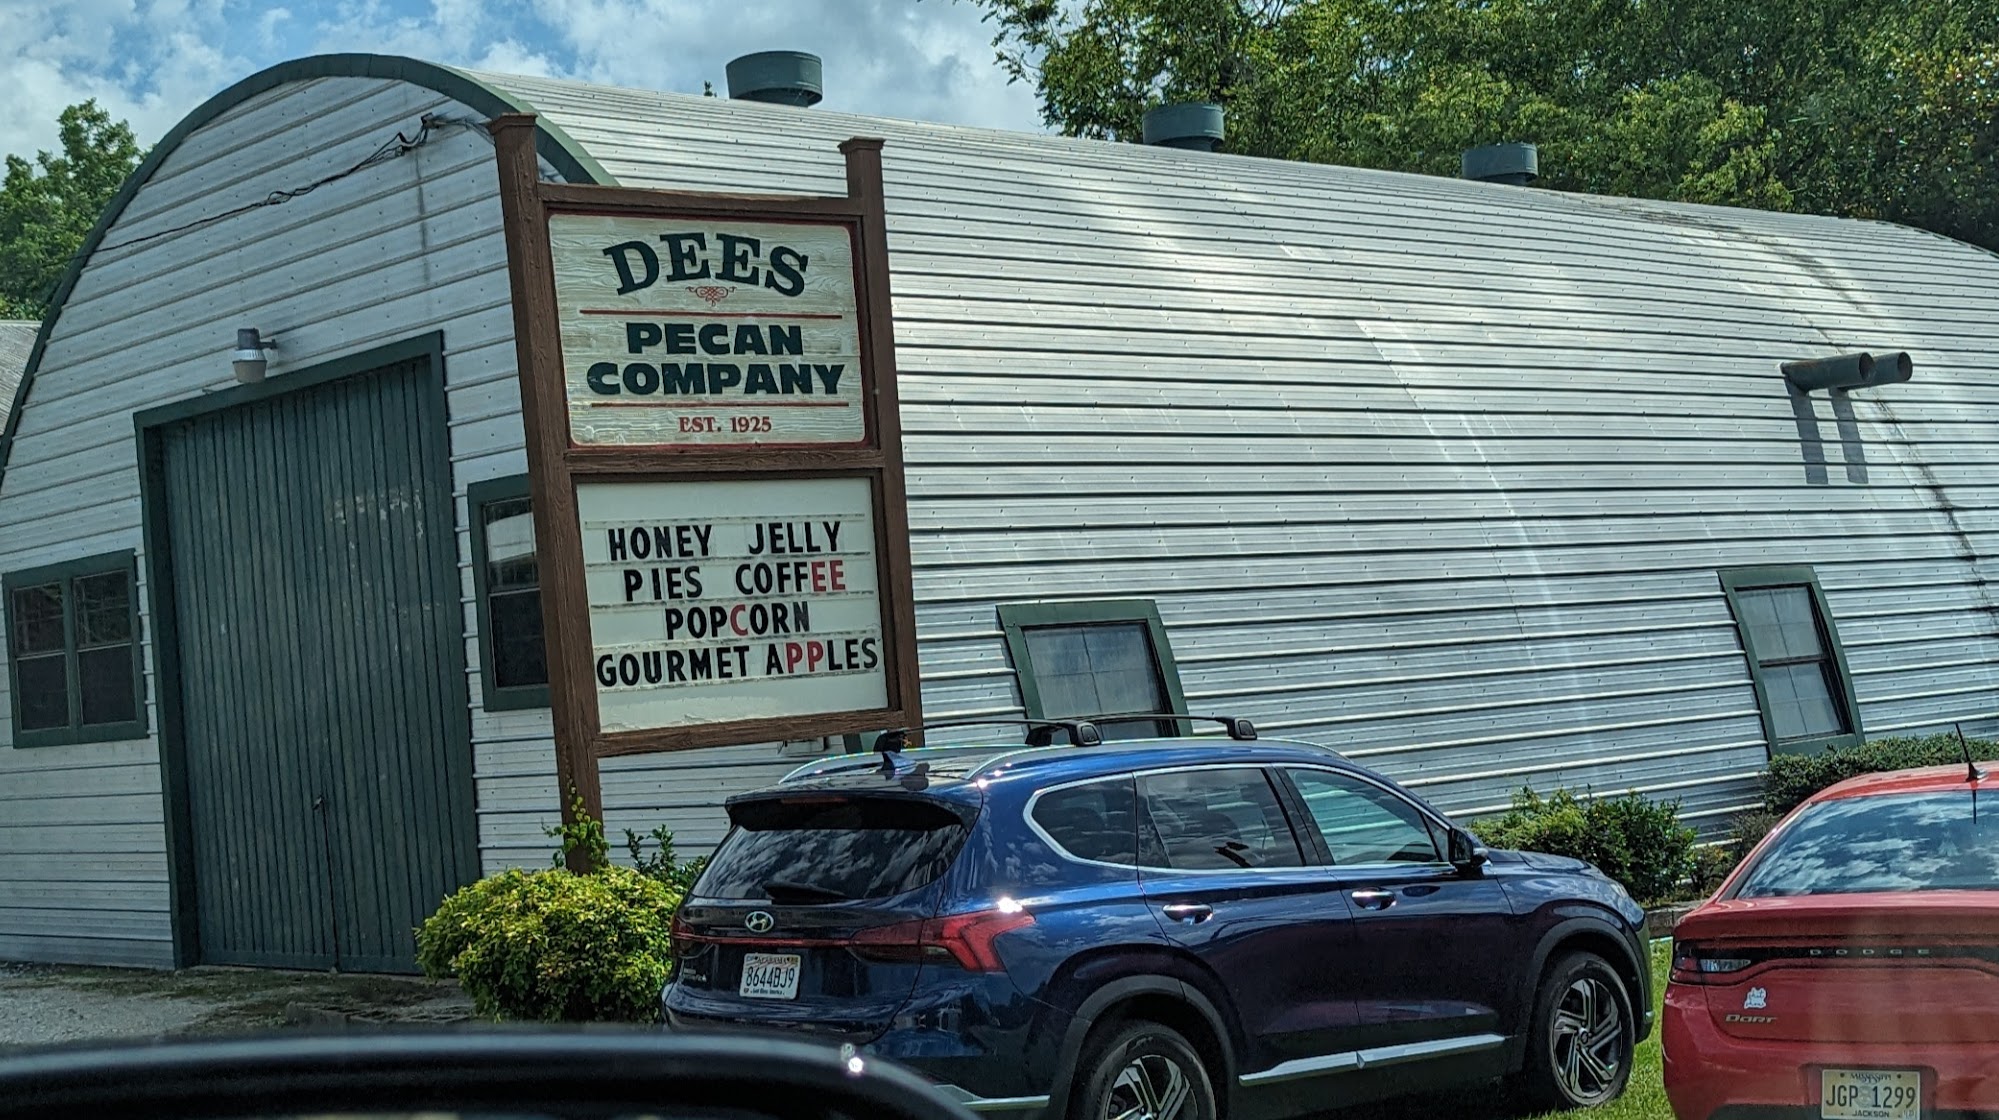 DEES
PECAN
COMPANY
EST. 1925
HONEY JELLY
PIES COFFEE
POPCORN
GOURMET APPLES
8644BJ9
DODGE
DART
MISSISSIPPI
JGP 1299
JACKSON